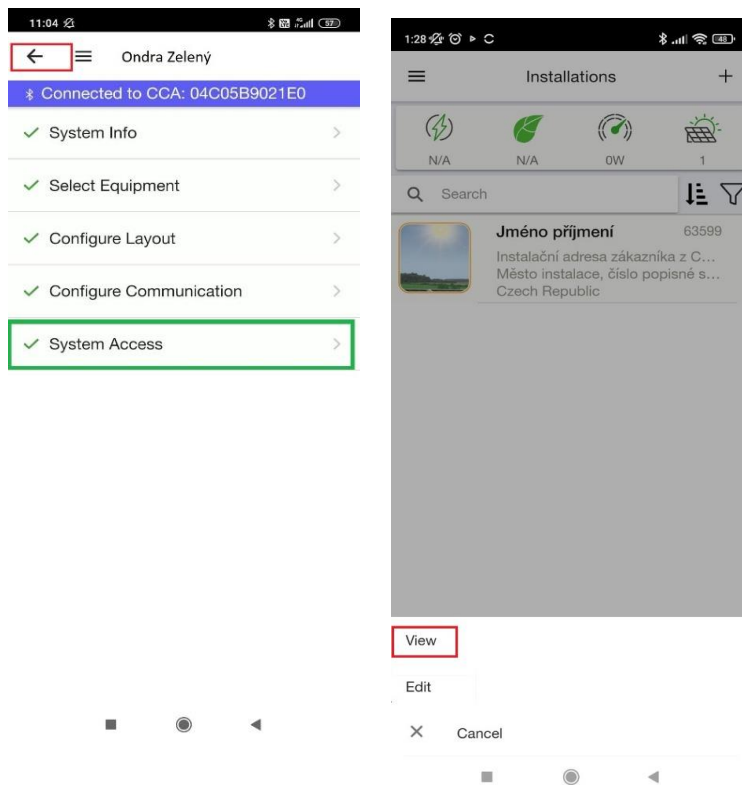 11:04
57
Ondra Zelený
Connected to CCA: 04C05B9021E0
System Info
Select Equipment
Configure Layout
Configure Communication
System Access
1:28
48
Installations
N/A
N/A
0W
1
Search
Jméno příjmení
63599
Instalační adresa zákazníka z C...
Město instalace, číslo popisné s...
Czech Republic
View
Edit
Cancel